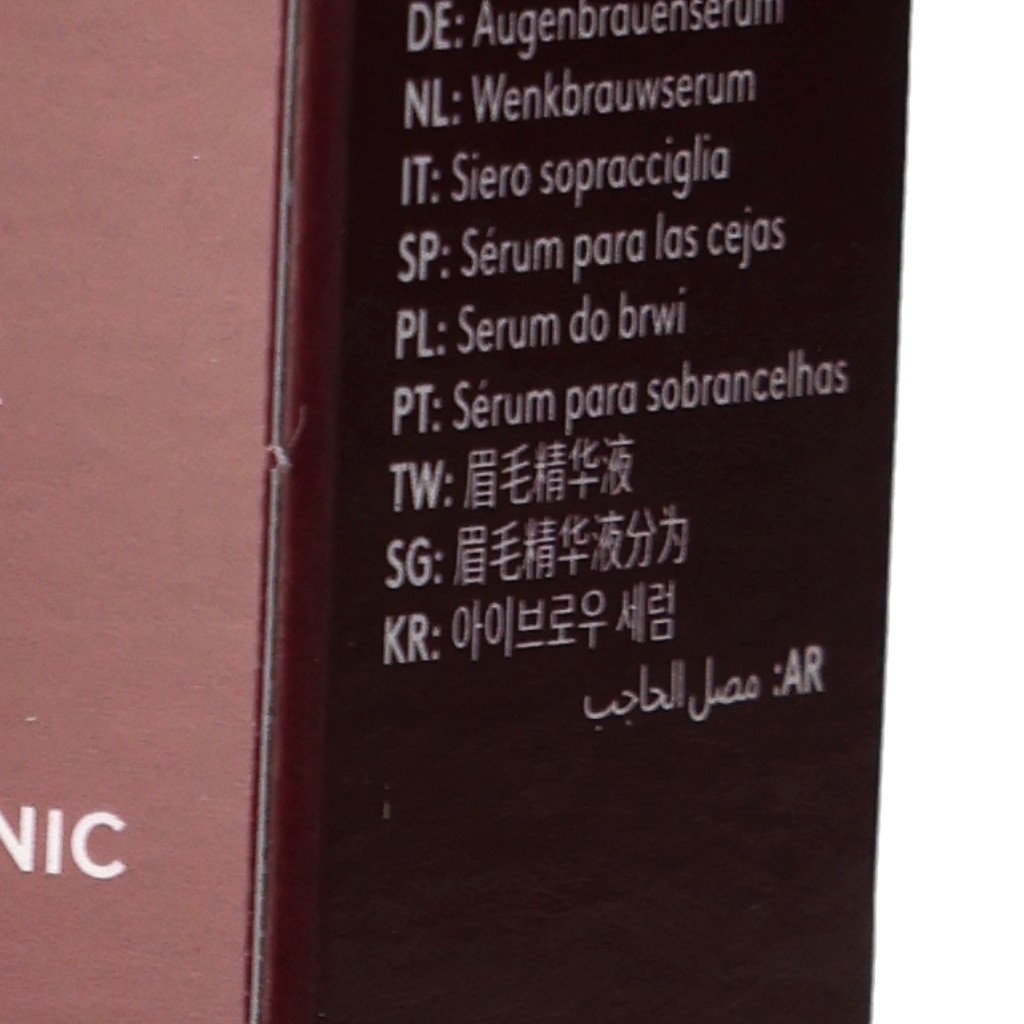 DE: Augenbrauenserum
NL: Wenkbrauwserum
IT: Siero sopracciglia
SP: Sérum para las cejas
PL: Serum do brwi
PT: Sérum para sobrancelhas
TW: 眉毛精华液
SG: 眉毛精华液分为
KR: 아이브로우 세럼
AR: مصل الحاجب
NIC